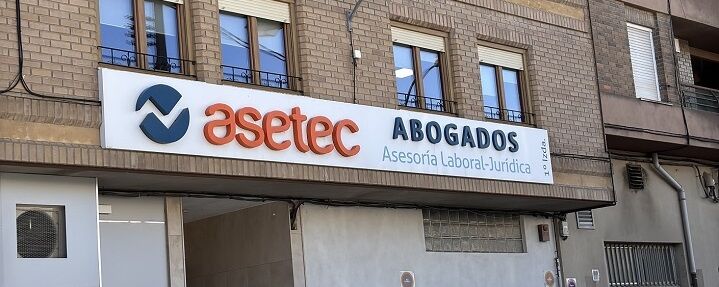 asetec
ABOGADOS
Asesoría Laboral-Jurídica
1º Izda.